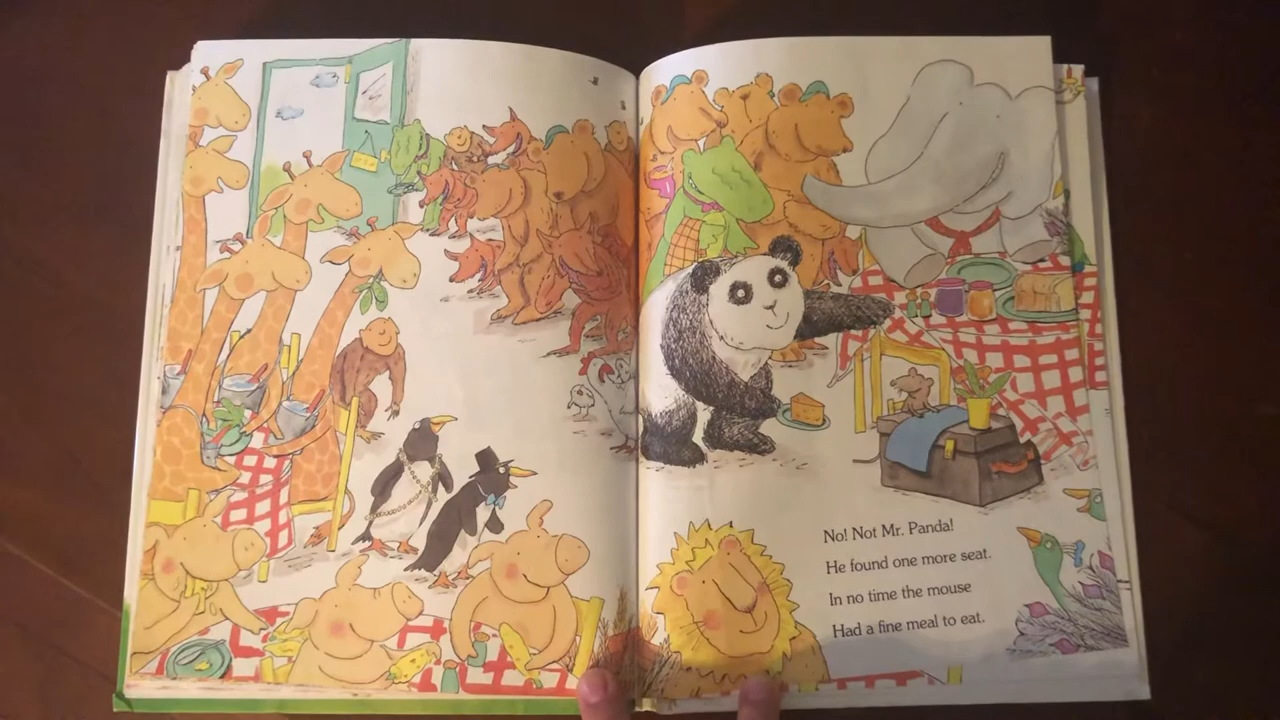 No! Not Mr. Panda!
He found one more seat.
In no time the mouse
Had a fine meal to eat.